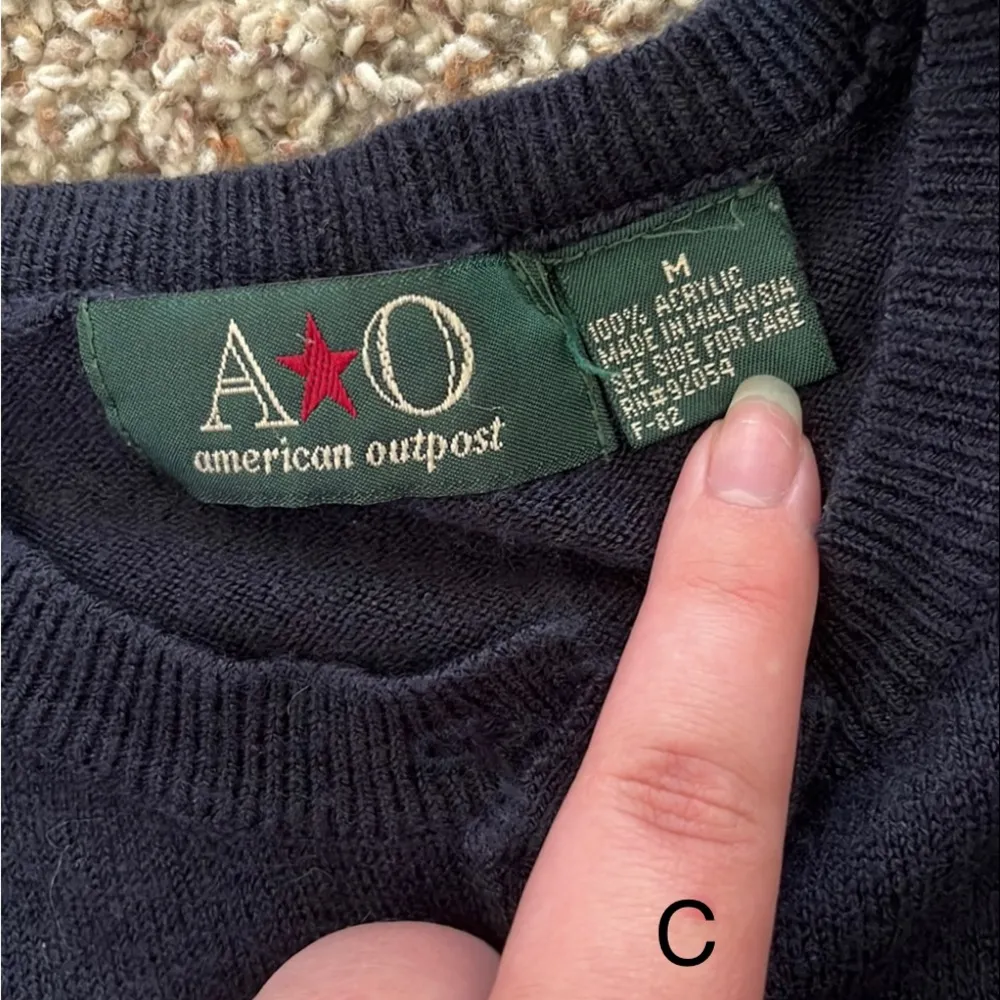 A★O
american outpost
M
100% ACRYLIC
MADE IN MALAYSIA
SEE SIDE FOR CARE
RN#92054
F-82
C